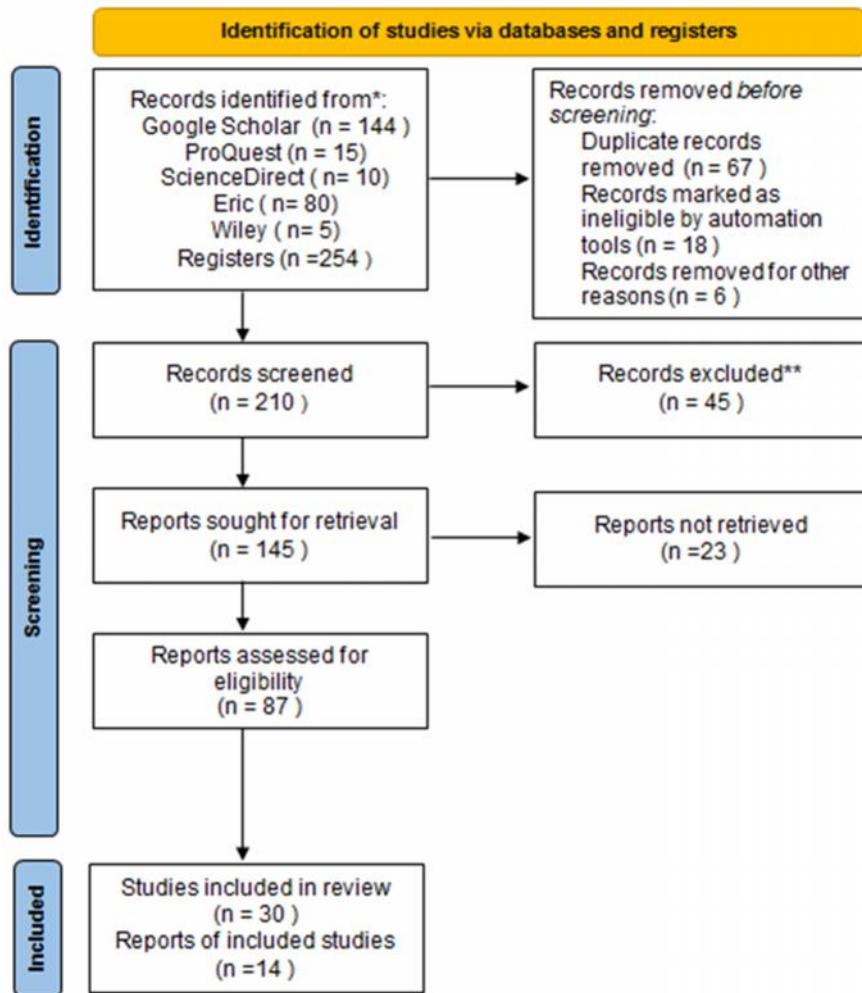 Identification of studies via databases and registers
Identification
Records identified from*:
Google Scholar (n = 144 )
ProQuest (n = 15)
ScienceDirect ( n= 10)
Eric ( n= 80)
Wiley ( n= 5)
Registers (n =254 )
Records removed before
screening:
Duplicate records
removed (n = 67 )
Records marked as
ineligible by automation
tools (n = 18 )
Records removed for other
reasons (n = 6 )
Screening
Records screened
(n = 210 )
Records excluded**
(n = 45 )
Reports sought for retrieval
(n = 145 )
Reports not retrieved
(n =23 )
Reports assessed for
eligibility
(n = 87 )
Included
Studies included in review
(n = 30 )
Reports of included studies
(n =14 )